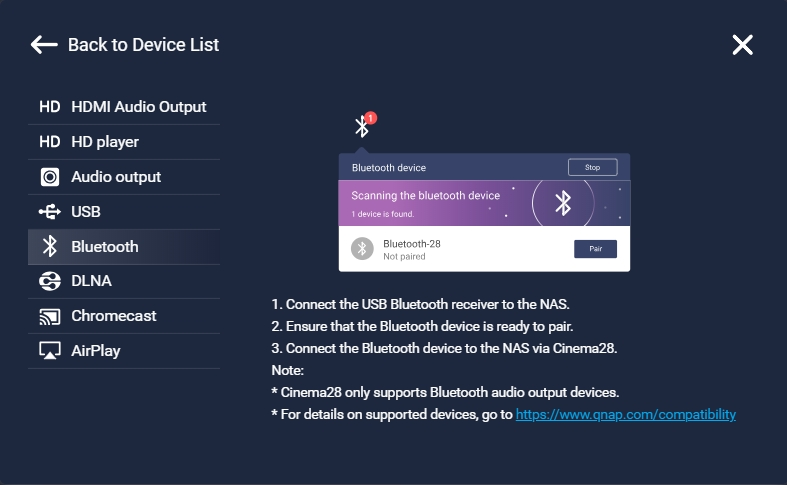 Back to Device List
HD HDMI Audio Output
HD HD player
Audio output
USB
Bluetooth
DLNA
Chromecast
AirPlay
1
Bluetooth device
Stop
Scanning the bluetooth device
1 device is found.
Bluetooth-28
Not paired
Pair
1. Connect the USB Bluetooth receiver to the NAS.
2. Ensure that the Bluetooth device is ready to pair.
3. Connect the Bluetooth device to the NAS via Cinema28.
Note:
* Cinema28 only supports Bluetooth audio output devices.
* For details on supported devices, go to https://www.qnap.com/compatibility